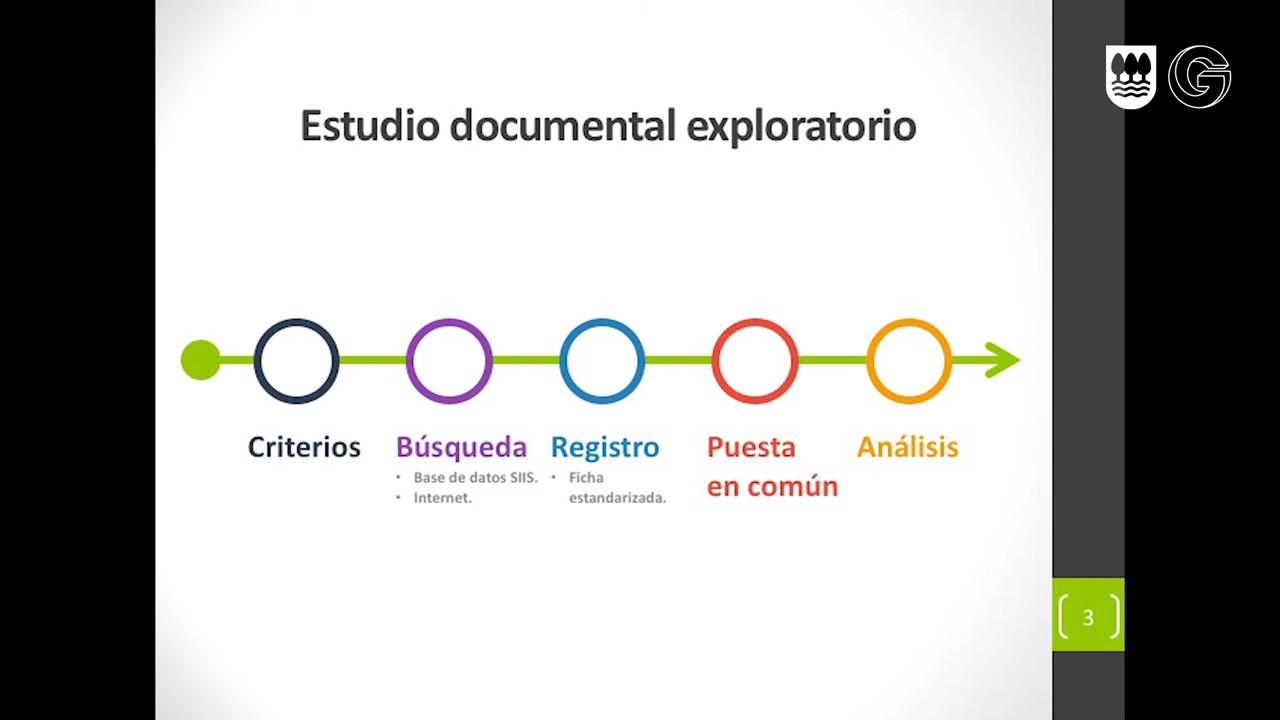 Estudio documental exploratorio
Criterios
Búsqueda
• Base de datos SIIS.
• Internet.
Registro
• Ficha
estandarizada.
Puesta
en común
Análisis
3
G